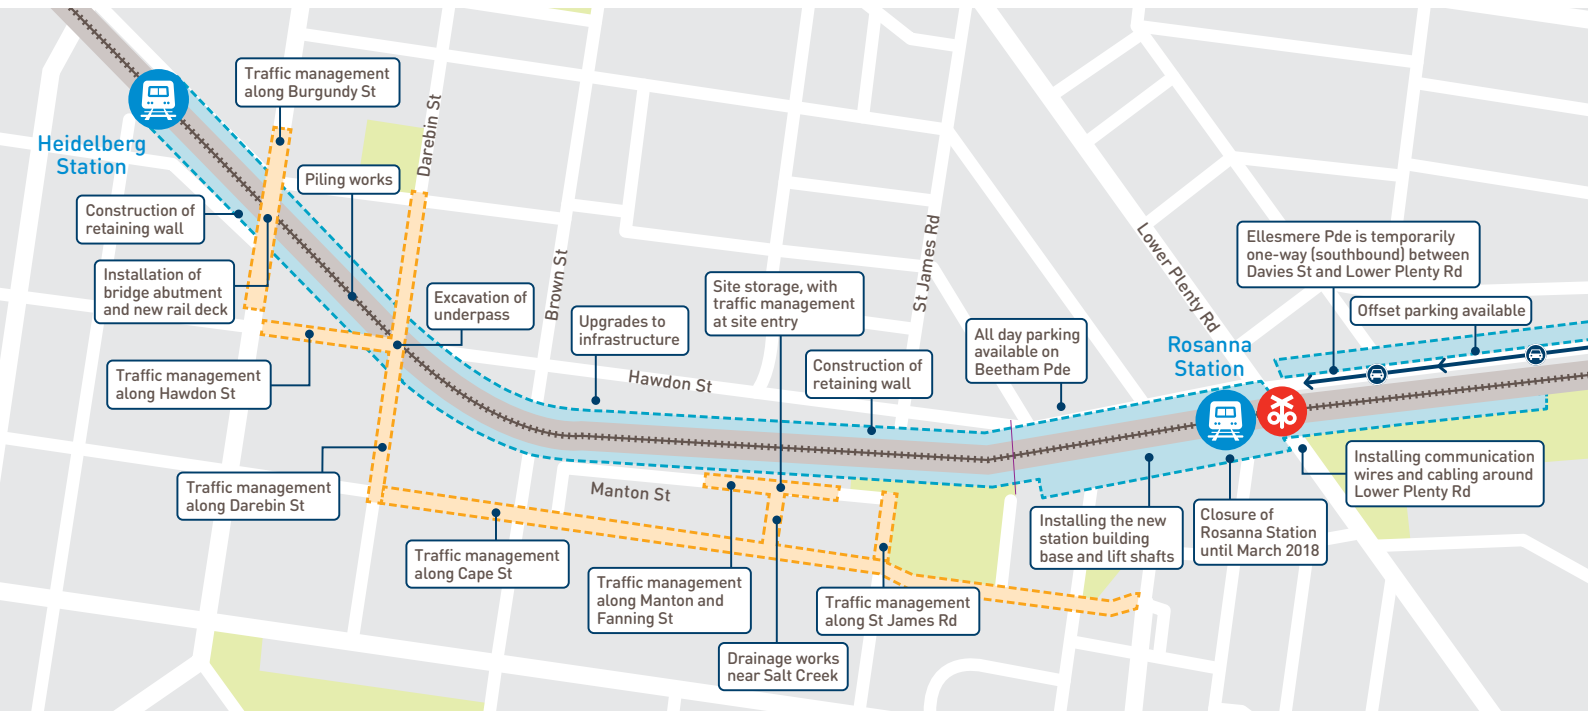 Traffic management
along Burgundy St
Heidelberg
Station
Darebin St
Piling works
Construction of
retaining wall
Installation of
bridge abutment
and new rail deck
Excavation of
underpass
Brown St
Upgrades to
infrastructure
Site storage, with
traffic management
at site entry
St James Rd
Lower Plenty Rd
Ellesmere Pde is temporarily
one-way (southbound) between
Davies St and Lower Plenty Rd
Offset parking available
All day parking
available on
Beetham Pde
Rosanna
Station
Construction of
retaining wall
Hawdon St
Traffic management
along Hawdon St
Traffic management
along Darebin St
Manton St
Traffic management
along Cape St
Traffic management
along Manton and
Fanning St
Drainage works
near Salt Creek
Traffic management
along St James Rd
Installing the new
station building
base and lift shafts
Closure of
Rosanna Station
until March 2018
Installing communication
wires and cabling around
Lower Plenty Rd